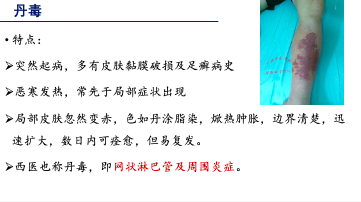 丹毒
• 特点：
➢突然起病，多有皮肤黏膜破损及足癣病史
➢恶寒发热，常先于局部症状出现
➢局部皮肤忽然变赤，色如丹涂脂染，焮热肿胀，边界清楚，迅
速扩大，数日内可痊愈，但易复发。
➢西医也称丹毒，即网状淋巴管及周围炎症。